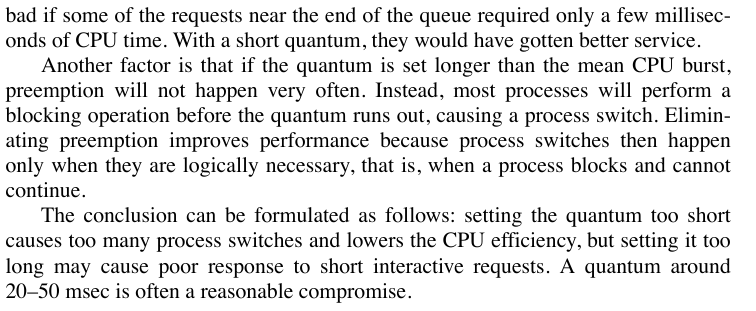 bad if some of the requests near the end of the queue required only a few millisec-
onds of CPU time. With a short quantum, they would have gotten better service.
Another factor is that if the quantum is set longer than the mean CPU burst,
preemption will not happen very often. Instead, most processes will perform a
blocking operation before the quantum runs out, causing a process switch. Elimin-
ating preemption improves performance because process switches then happen
only when they are logically necessary, that is, when a process blocks and cannot
continue.
The conclusion can be formulated as follows: setting the quantum too short
causes too many process switches and lowers the CPU efficiency, but setting it too
long may cause poor response to short interactive requests. A quantum around
20–50 msec is often a reasonable compromise.